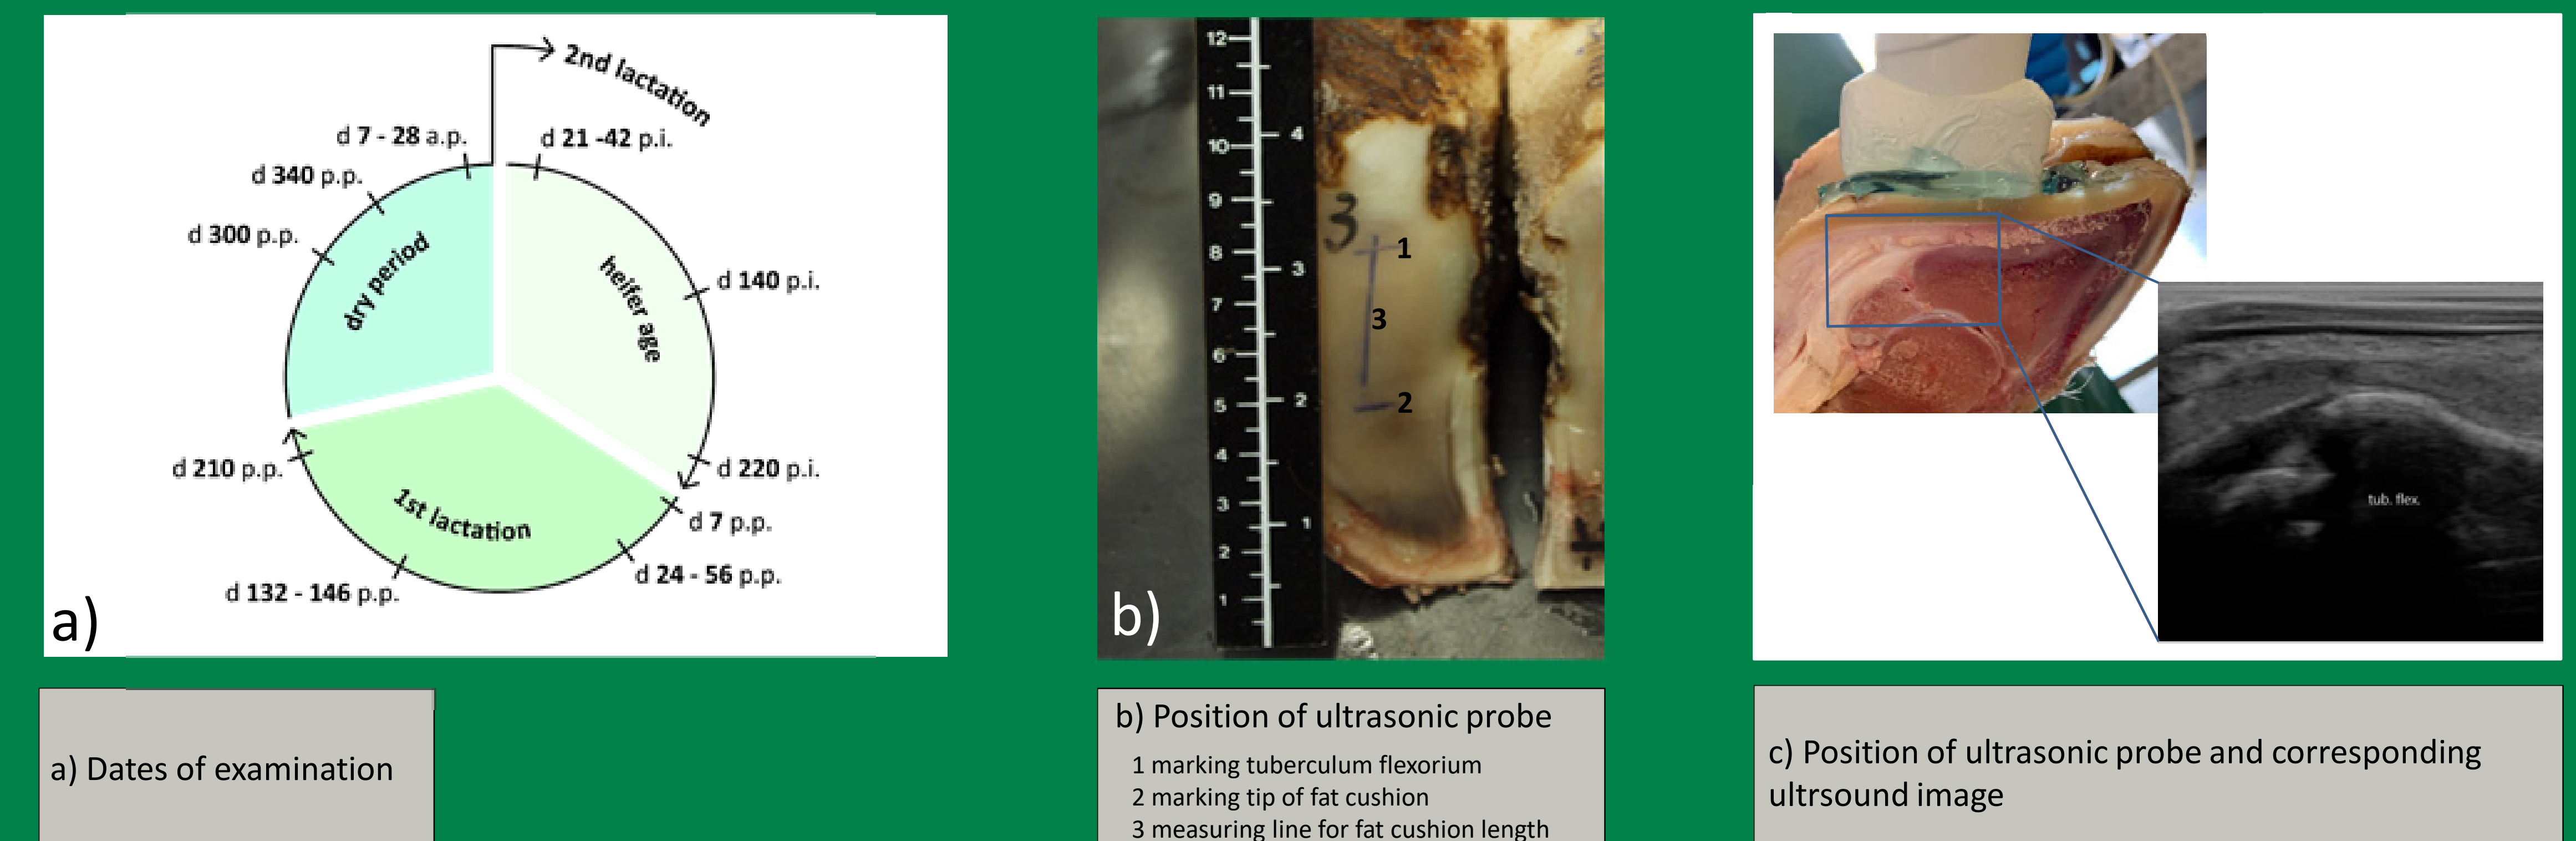 2nd lactation
d 7 - 28 a.p.
d 21 -42 p.i.
d 340 p.p.
d 300 p.p.
dry period
heifer age
d 140 p.i.
d 210 p.p.
d 220 p.i.
1st lactation
d 7 p.p.
d 24 - 56 p.p.
d 132 - 146 p.p.
a)
12
11
10
9
8
7
6
5
4
3
2
1
4
3
2
1
3
1
3
2
b)
tub. flex.
a) Dates of examination
b) Position of ultrasonic probe
1 marking tuberculum flexorium
2 marking tip of fat cushion
3 measuring line for fat cushion length
c) Position of ultrasonic probe and corresponding
ultrsound image